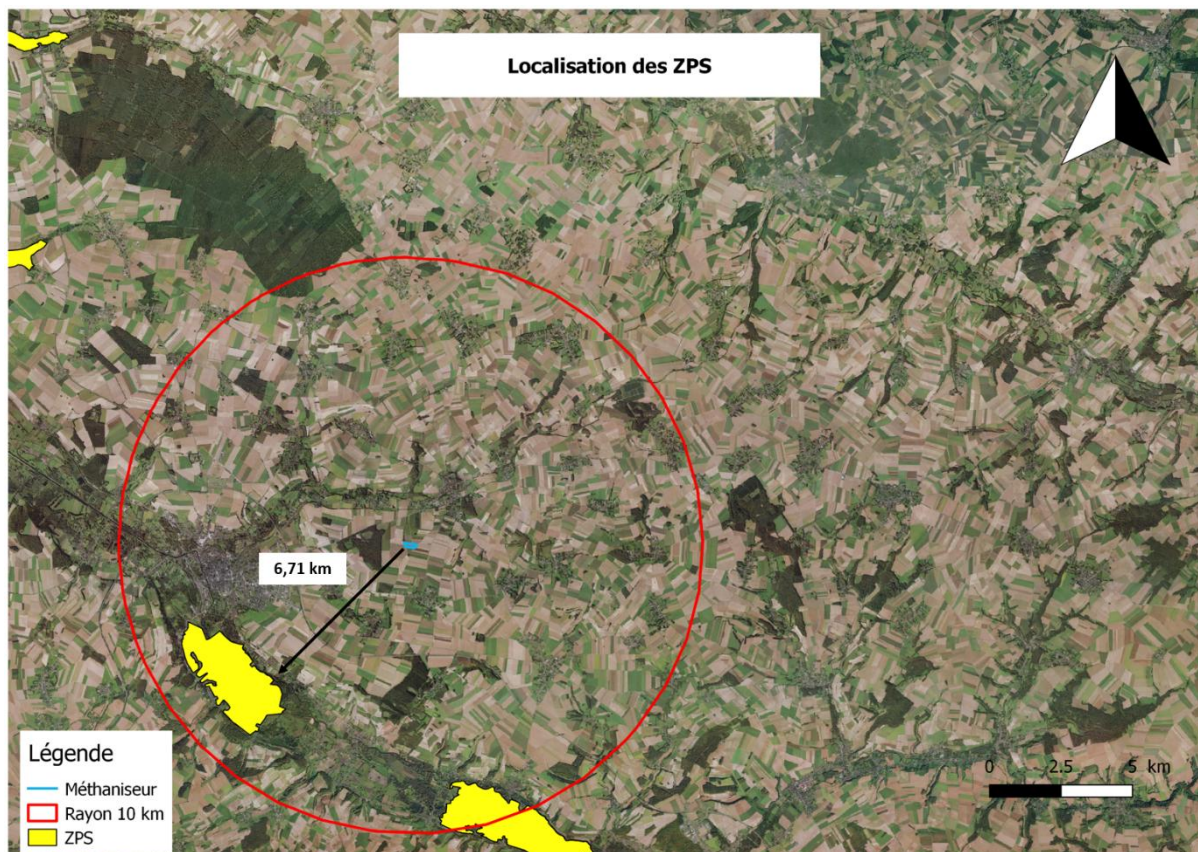 Localisation des ZPS
6,71 km
Légende
Méthaniseur
Rayon 10 km
ZPS
0 2.5 5 km